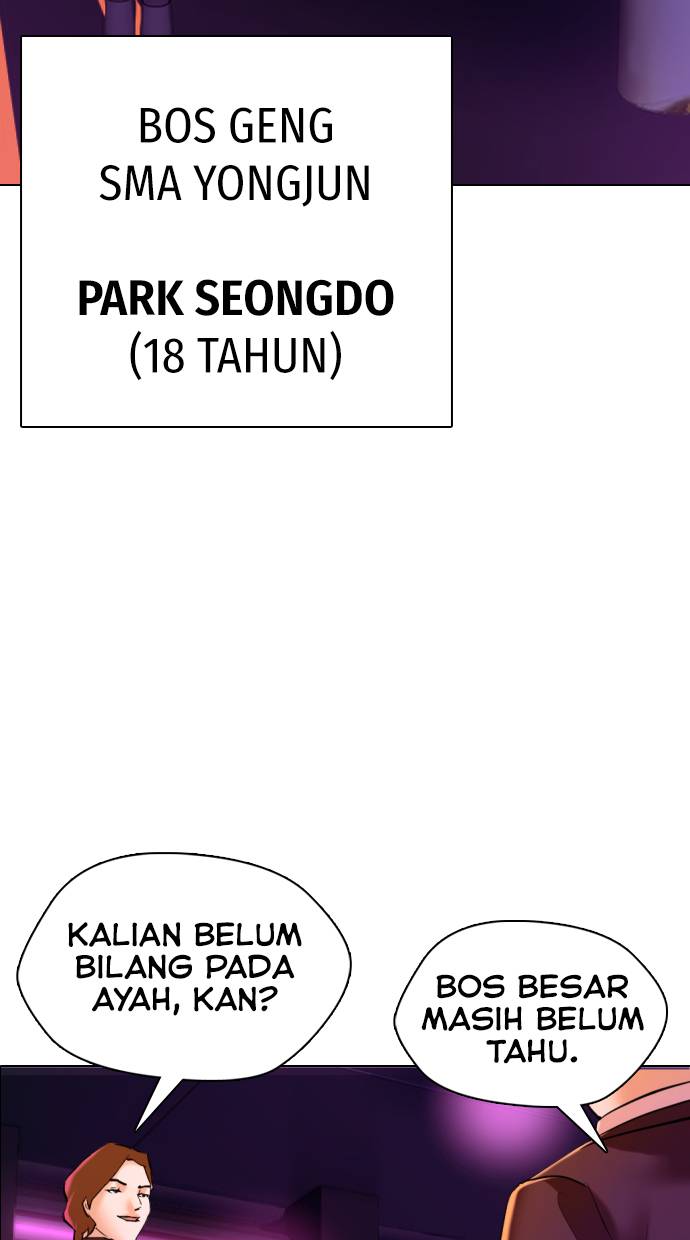 BOS GENG
SMA YONGJUN
PARK SEONGDO
(18 TAHUN)
KALIAN BELUM
BILANG PADA
AYAH, KAN?
BOS BESAR
MASIH BELUM
TAHU.